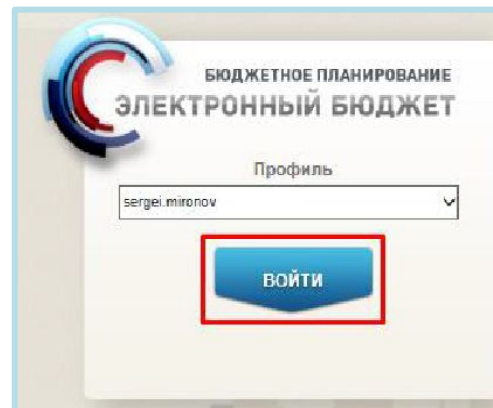 БЮДЖЕТНОЕ ПЛАНИРОВАНИЕ
ЭЛЕКТРОННЫЙ БЮДЖЕТ
Профиль
sergei.mironov
ВОЙТИ